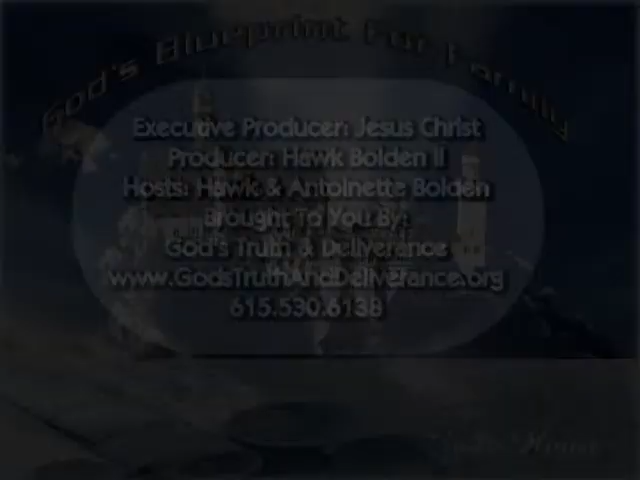 God's Blueprint For Family
Executive Producer: Jesus Christ
Producer: Hawk Bolden II
Hosts: Hawk & Antoinette Bolden
Brought To You By:
God's Truth & Deliverance
www.GodsTruthAndDeliverance.org
615.530.6138